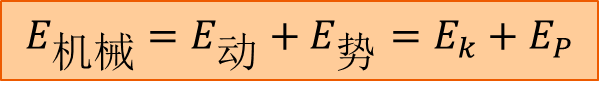 E机械 = E动 + E势 = Ek + EP